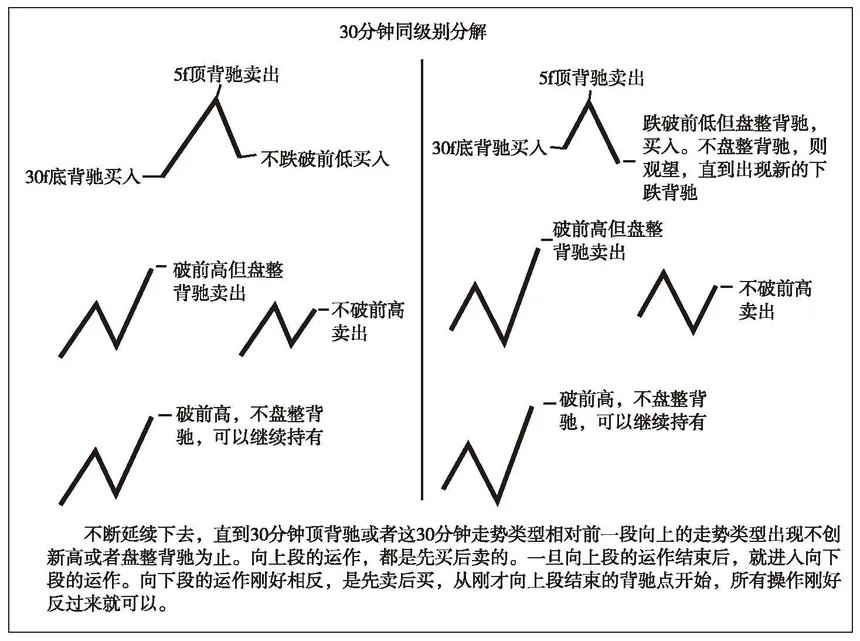 30分钟同级别分解
5f顶背驰卖出
30f底背驰买入
不跌破前低买入
破前高但盘整
背驰卖出
不破前高
卖出
破前高，不盘整背
驰，可以继续持有
5f顶背驰卖出
30f底背驰买入
跌破前低但盘整背驰，
买入。不盘整背驰，则
观望，直到出现新的下
跌背驰
破前高但盘整
背驰卖出
不破前高
卖出
破前高，不盘整背
驰，可以继续持有
不断延续下去，直到30分钟顶背驰或者这30分钟走势类型相对前一段向上的走势类型出现不创
新高或者盘整背驰为止。向上段的运作，都是先买后卖的。一旦向上段的运作结束后，就进入向下
段的运作。向下段的运作刚好相反，是先卖后买，从刚才向上段结束的背驰点开始，所有操作刚好
反过来就可以。